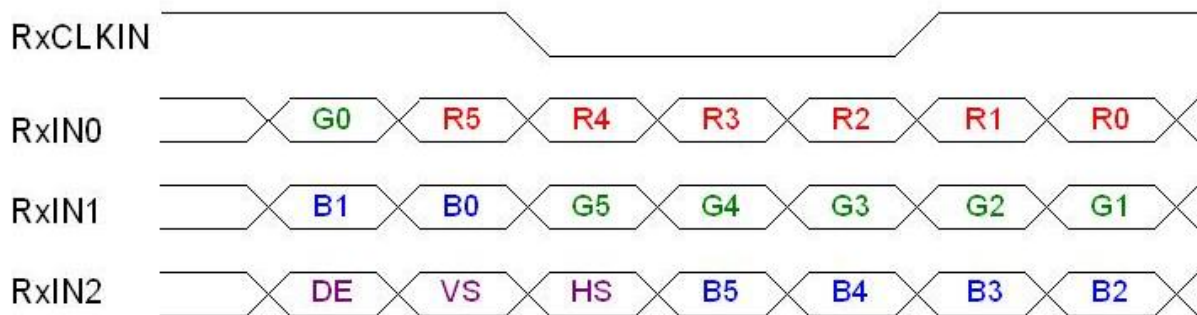 RxCLKIN
RxIN0 G0 R5 R4 R3 R2 R1 R0
RxIN1 B1 B0 G5 G4 G3 G2 G1
RxIN2 DE VS HS B5 B4 B3 B2